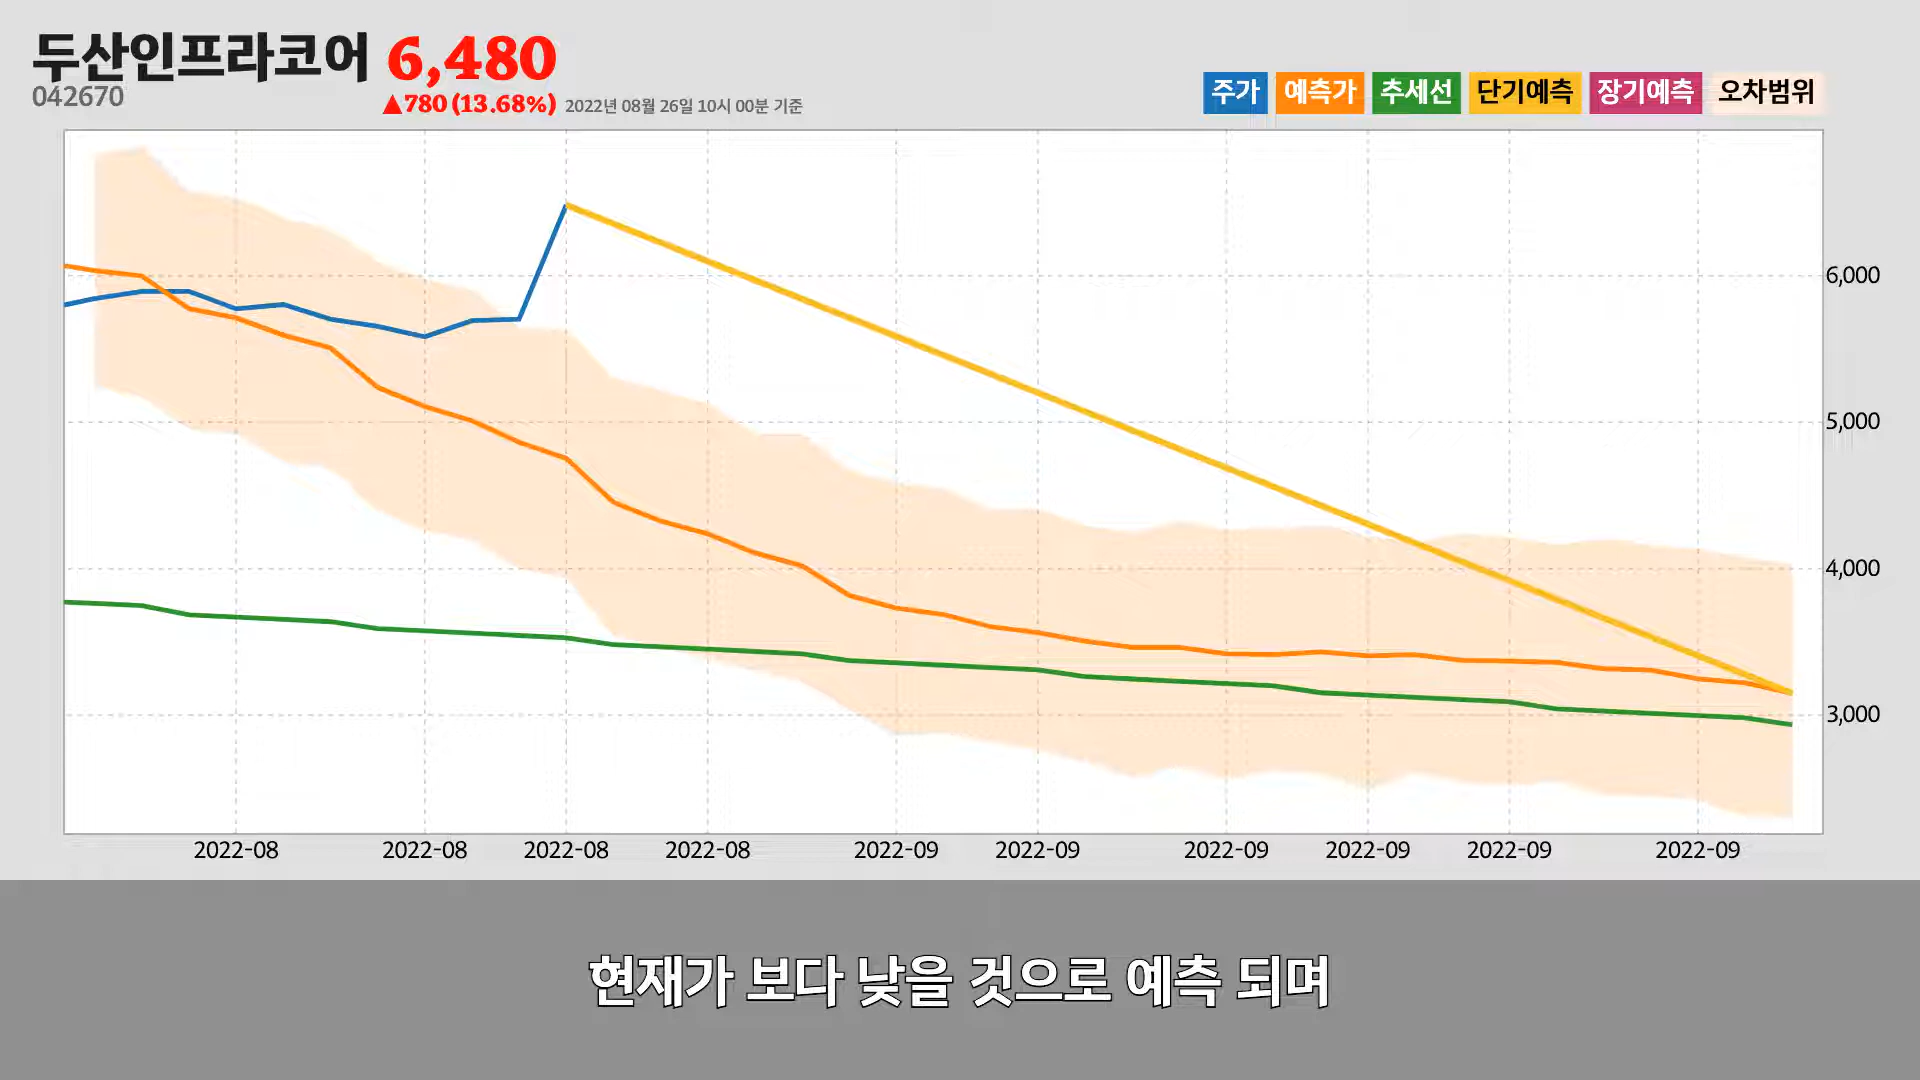 두산인프라코어 6,480
042670
▲780 (13.68%) 2022년 08월 26일 10시 00분 기준
주가 예측가 추세선 단기예측 장기예측 오차범위
6,000
5,000
4,000
3,000
2022-08 2022-08 2022-08 2022-08 2022-09 2022-09 2022-09 2022-09 2022-09 2022-09
현재가 보다 낮을 것으로 예측 되며